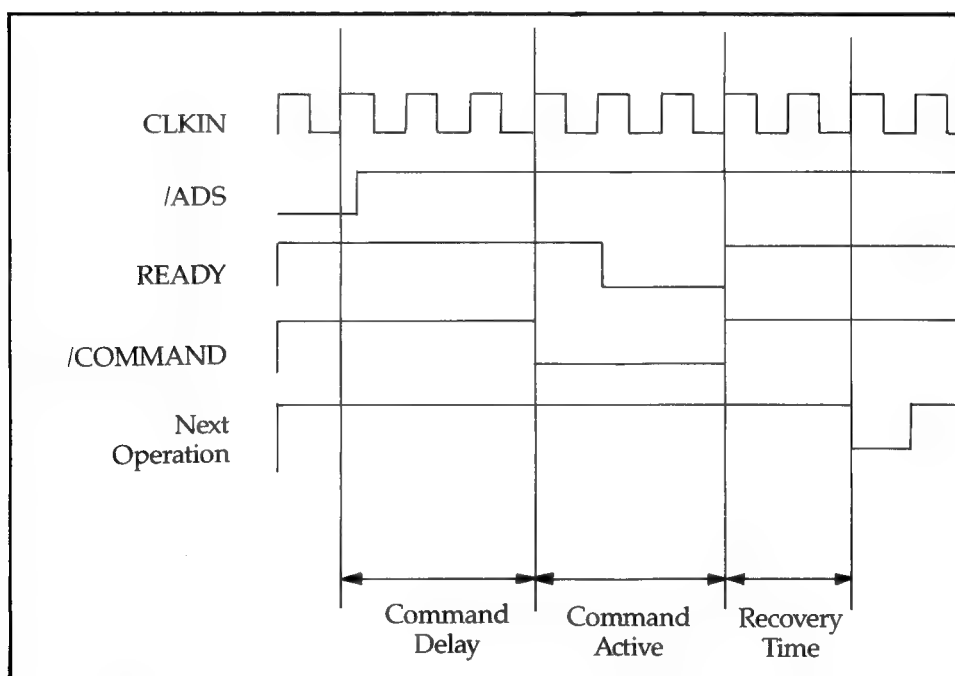 CLKIN
/ADS
READY
/COMMAND
Next
Operation
Command
Delay
Command
Active
Recovery
Time